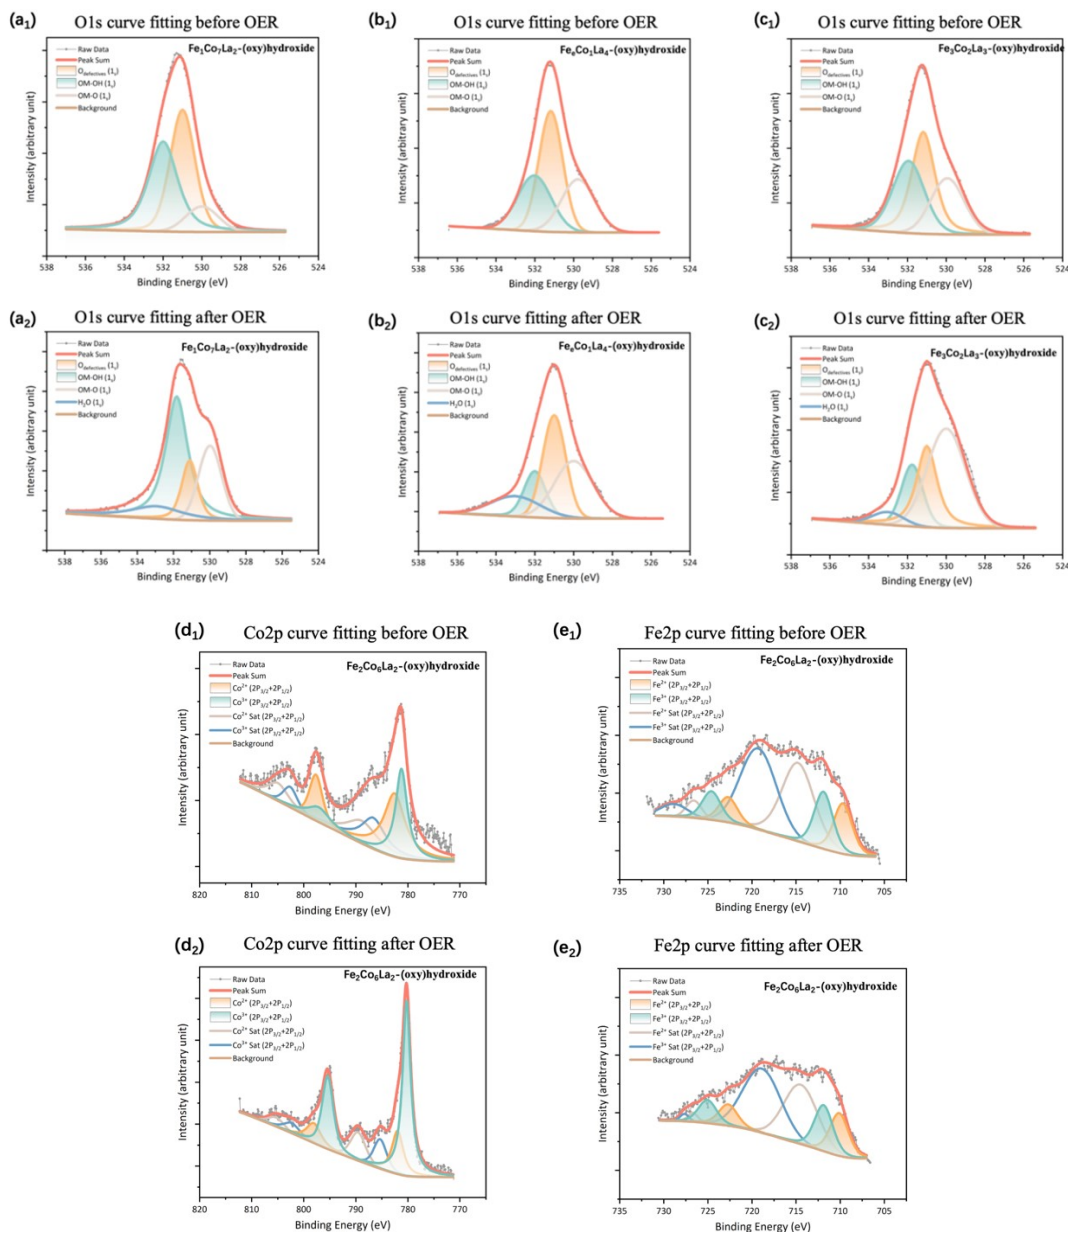 (a₁) O1s curve fitting before OER
Fe₁Co₇La₂-(oxy)hydroxide
Raw Data
Peak Sum
O_defectives (1ₛ)
OM-OH (1ₛ)
OM-O (1ₛ)
Background
Intensity (arbitrary unit)
538 536 534 532 530 528 526 524
Binding Energy (eV)
(b₁) O1s curve fitting before OER
Fe₆Co₁La₄-(oxy)hydroxide
Raw Data
Peak Sum
O_defectives (1ₛ)
OM-OH (1ₛ)
OM-O (1ₛ)
Background
Intensity (arbitrary unit)
538 536 534 532 530 528 526 524
Binding Energy (eV)
(c₁) O1s curve fitting before OER
Fe₃Co₂La₃-(oxy)hydroxide
Raw Data
Peak Sum
O_defectives (1ₛ)
OM-OH (1ₛ)
OM-O (1ₛ)
Background
Intensity (arbitrary unit)
538 536 534 532 530 528 526 524
Binding Energy (eV)
(a₂) O1s curve fitting after OER
Fe₁Co₇La₂-(oxy)hydroxide
Raw Data
Peak Sum
O_defectives (1ₛ)
OM-OH (1ₛ)
OM-O (1ₛ)
H₂O (1ₛ)
Background
Intensity (arbitrary unit)
538 536 534 532 530 528 526 524
Binding Energy (eV)
(b₂) O1s curve fitting after OER
Fe₆Co₁La₄-(oxy)hydroxide
Raw Data
Peak Sum
O_defectives (1ₛ)
OM-OH (1ₛ)
OM-O (1ₛ)
H₂O (1ₛ)
Background
Intensity (arbitrary unit)
538 536 534 532 530 528 526 524
Binding Energy (eV)
(c₂) O1s curve fitting after OER
Fe₃Co₂La₃-(oxy)hydroxide
Raw Data
Peak Sum
O_defectives (1ₛ)
OM-OH (1ₛ)
OM-O (1ₛ)
H₂O (1ₛ)
Background
Intensity (arbitrary unit)
538 536 534 532 530 528 526 524
Binding Energy (eV)
(d₁) Co2p curve fitting before OER
Fe₂Co₆La₂-(oxy)hydroxide
Raw Data
Peak Sum
Co²⁺ (2P₃/₂+2P₁/₂)
Co³⁺ (2P₃/₂+2P₁/₂)
Co²⁺ Sat (2P₃/₂+2P₁/₂)
Co³⁺ Sat (2P₃/₂+2P₁/₂)
Background
Intensity (arbitrary unit)
820 810 800 790 780 770
Binding Energy (eV)
(e₁) Fe2p curve fitting before OER
Fe₂Co₆La₂-(oxy)hydroxide
Raw Data
Peak Sum
Fe²⁺ (2P₃/₂+2P₁/₂)
Fe³⁺ (2P₃/₂+2P₁/₂)
Fe²⁺ Sat (2P₃/₂+2P₁/₂)
Fe³⁺ Sat (2P₃/₂+2P₁/₂)
Background
Intensity (arbitrary unit)
735 730 725 720 715 710 705
Binding Energy (eV)
(d₂) Co2p curve fitting after OER
Fe₂Co₆La₂-(oxy)hydroxide
Raw Data
Peak Sum
Co²⁺ (2P₃/₂+2P₁/₂)
Co³⁺ (2P₃/₂+2P₁/₂)
Co²⁺ Sat (2P₃/₂+2P₁/₂)
Co³⁺ Sat (2P₃/₂+2P₁/₂)
Background
Intensity (arbitrary unit)
820 810 800 790 780 770
Binding Energy (eV)
(e₂) Fe2p curve fitting after OER
Fe₂Co₆La₂-(oxy)hydroxide
Raw Data
Peak Sum
Fe²⁺ (2P₃/₂+2P₁/₂)
Fe³⁺ (2P₃/₂+2P₁/₂)
Fe²⁺ Sat (2P₃/₂+2P₁/₂)
Fe³⁺ Sat (2P₃/₂+2P₁/₂)
Background
Intensity (arbitrary unit)
735 730 725 720 715 710 705
Binding Energy (eV)